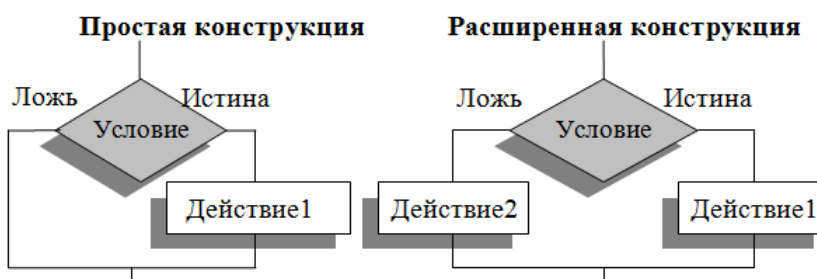 Простая конструкция
Расширенная конструкция
Ложь
Истина
Условие
Действие1
Ложь
Истина
Условие
Действие2
Действие1